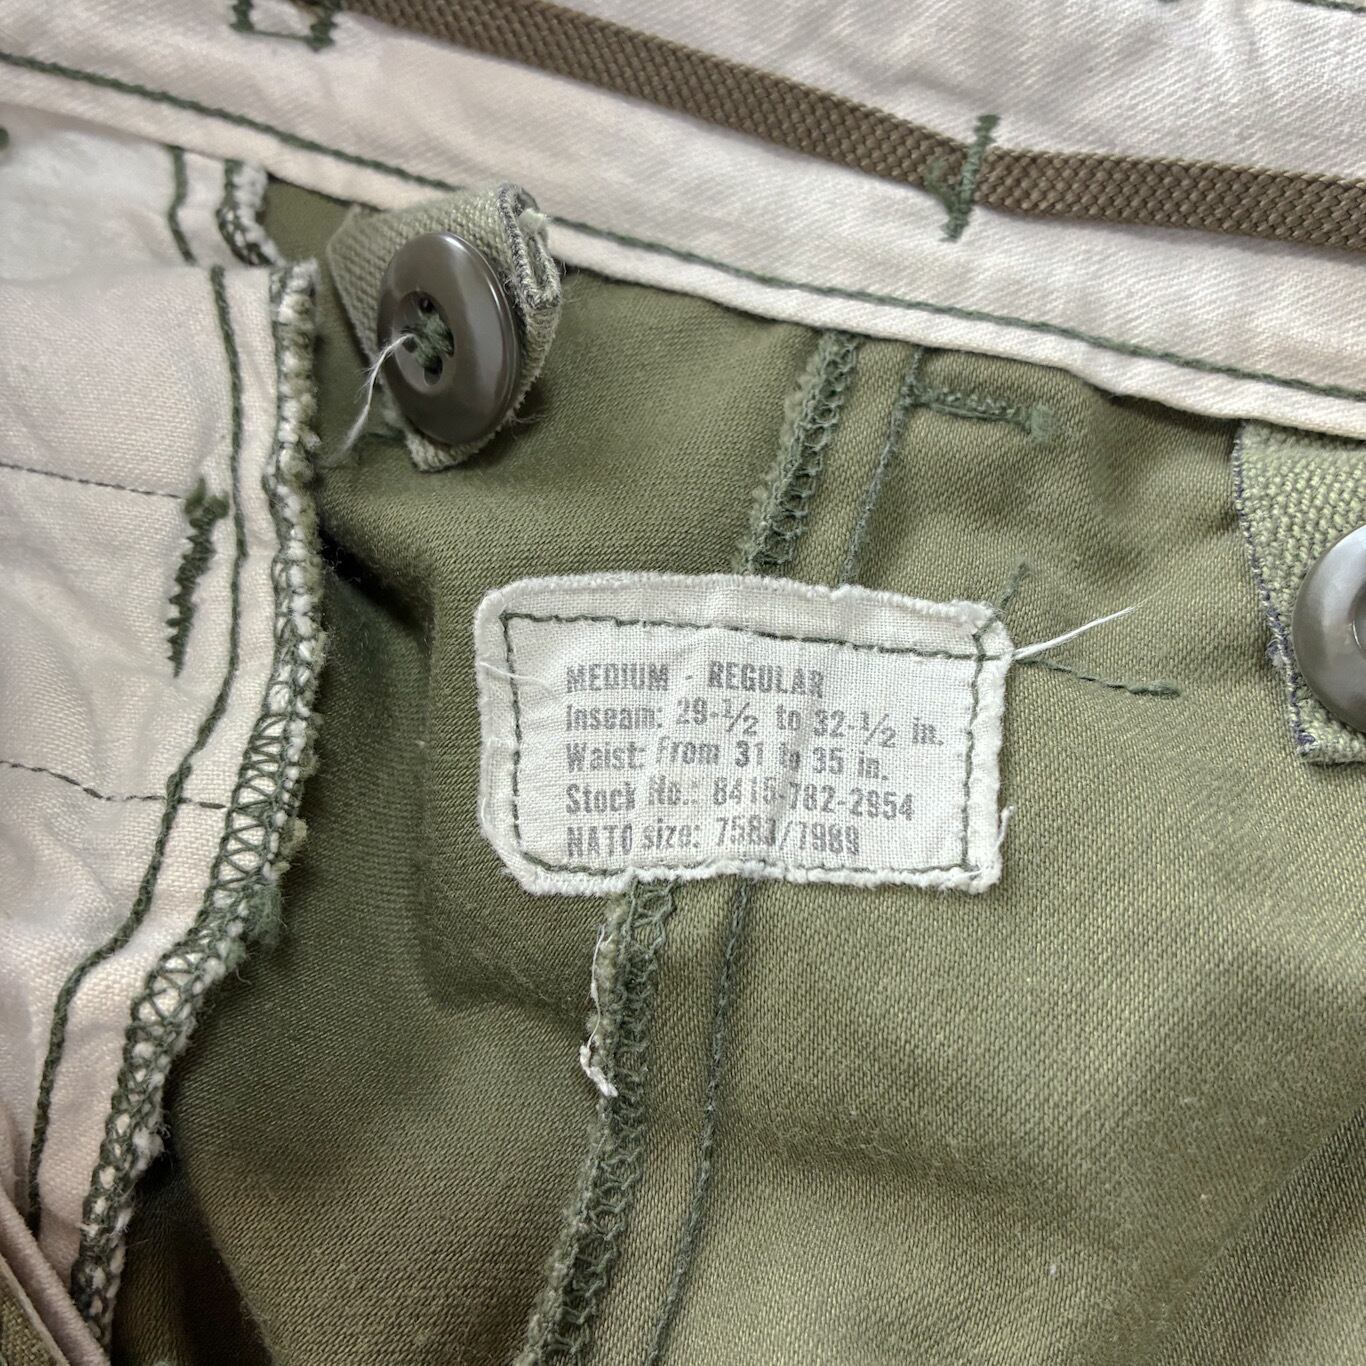 MEDIUM - REGULAR
Inseam: 29-1/2 to 32-1/2 in.
Waist: From 31 to 35 in.
Stock No.: 8415-782-2954
NATO size: /7989